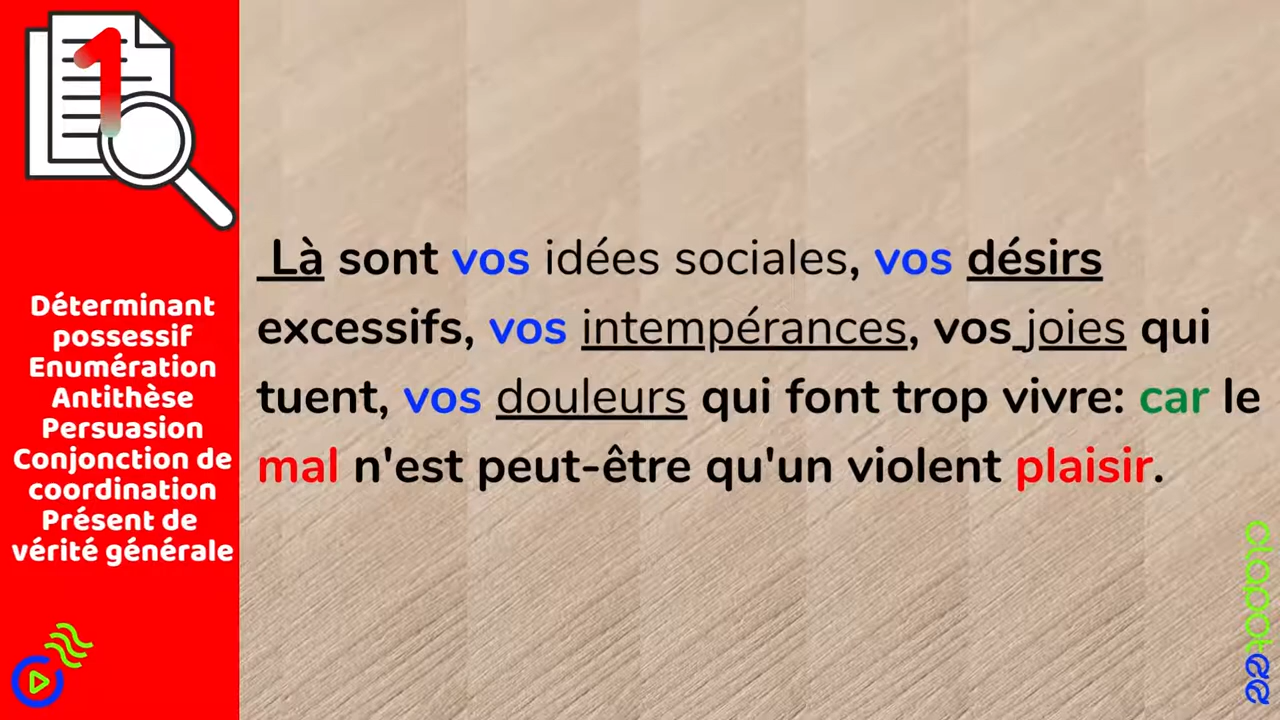 1
Déterminant
possessif
Enumération
Antithèse
Persuasion
Conjonction de
coordination
Présent de
vérité générale
Là sont vos idées sociales, vos désirs
excessifs, vos intempérances, vos joies qui
tuent, vos douleurs qui font trop vivre: car le
mal n'est peut-être qu'un violent plaisir.
clapotee